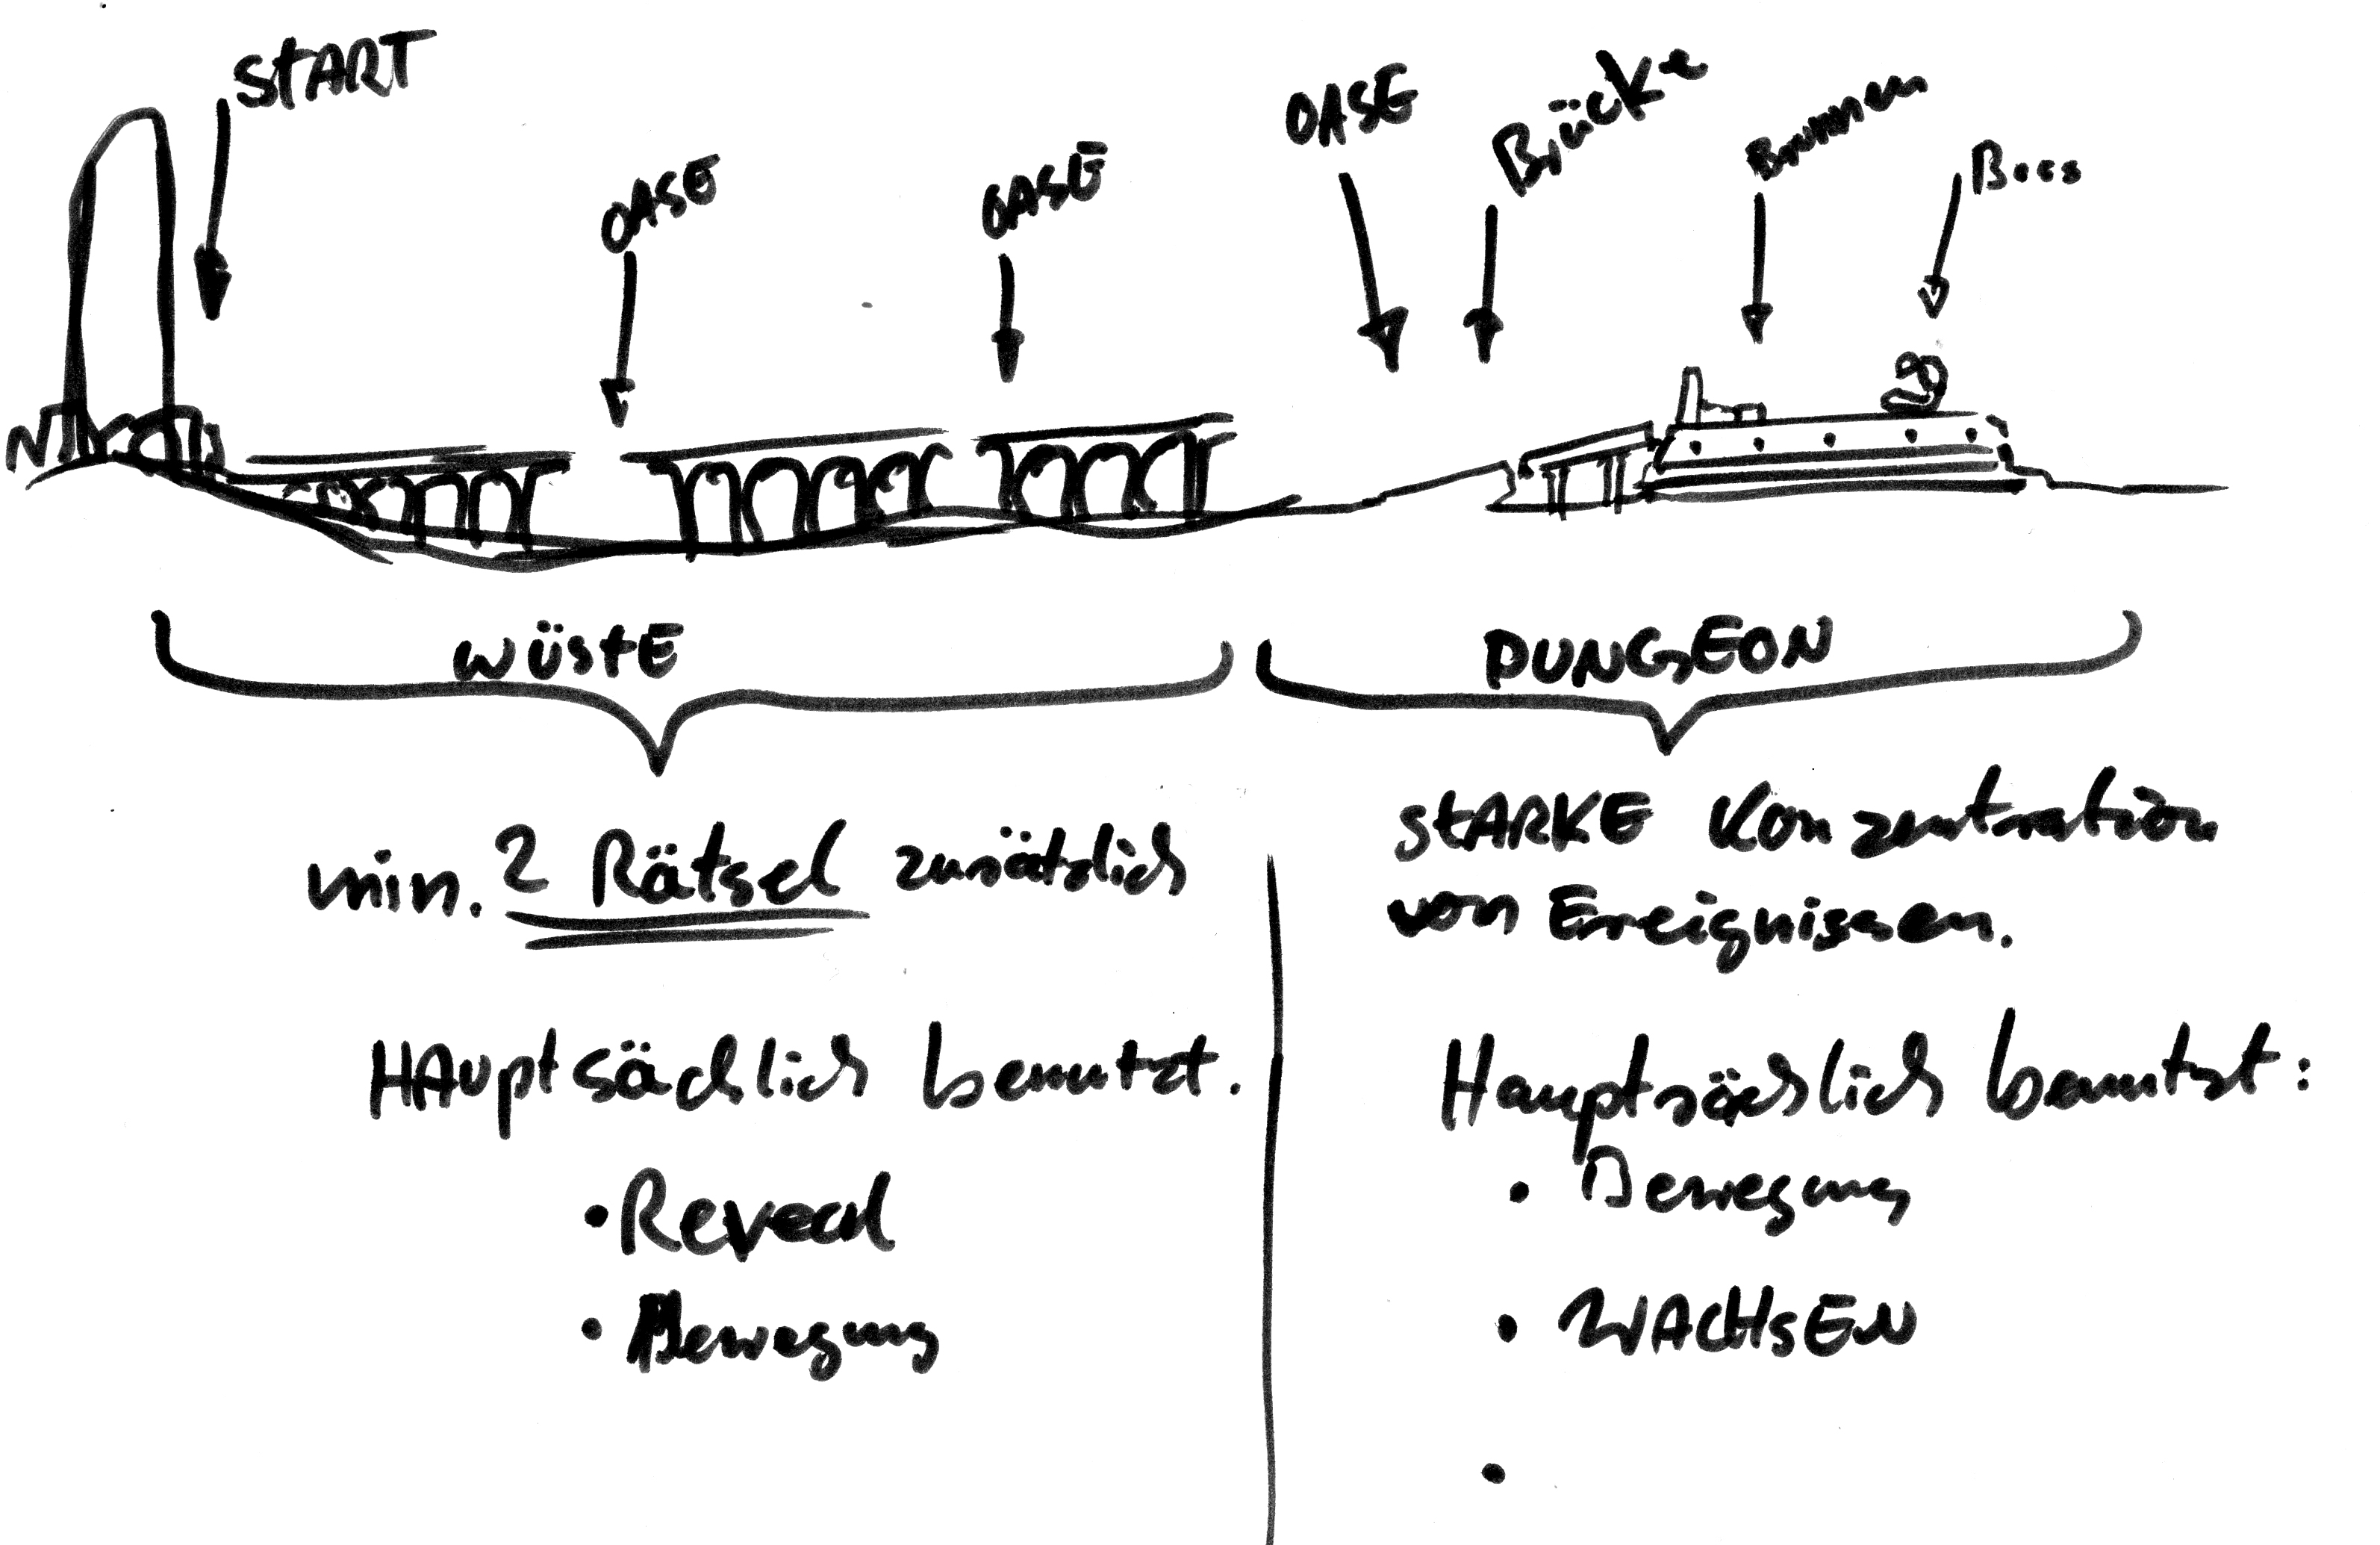 START
OASE
OASE
OASE
Brücke
Brunnen
Boss
WÜSTE
DUNGEON
min. 2 Rätsel zusätzlich
STARKE Konzentration
von Ereignissen.
HAuptsächlich benutzt.
• Reveal
• Bewegung
Hauptsächlich benutzt:
• Bewegung
• WACHSEN
•